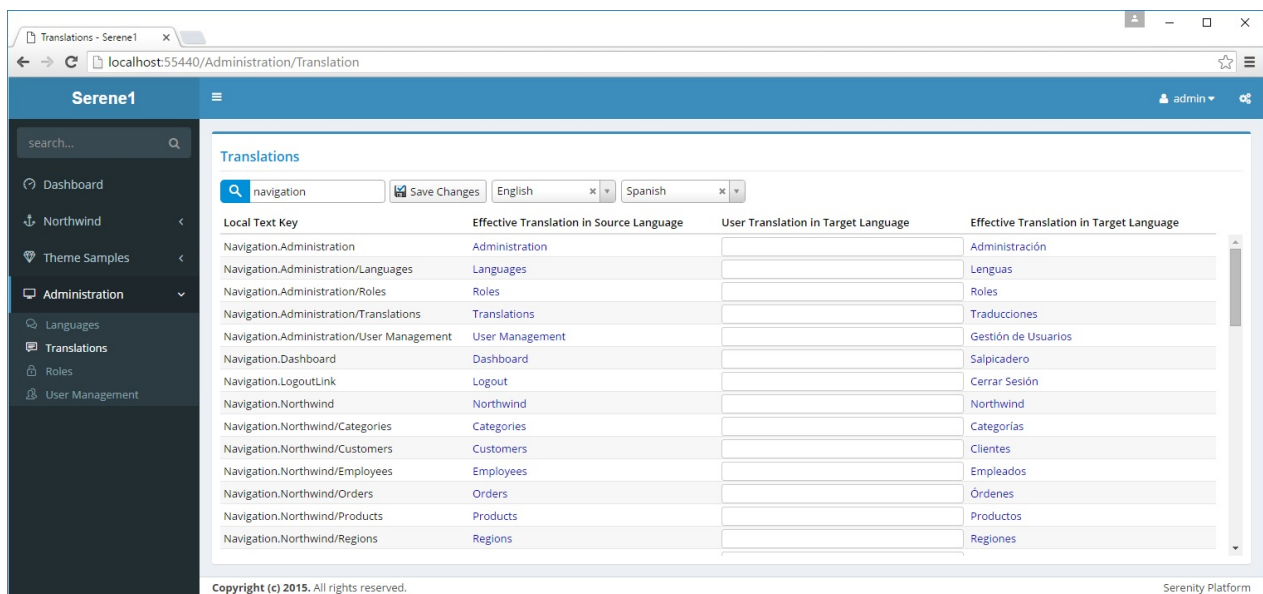 Translations - Serene1
localhost:55440/Administration/Translation
Serene1
admin
search...
Dashboard
Northwind
Theme Samples
Administration
Languages
Translations
Roles
User Management
Translations
navigation Save Changes English Spanish
Local Text Key Effective Translation in Source Language User Translation in Target Language Effective Translation in Target Language
Navigation.Administration Administration Administración
Navigation.Administration/Languages Languages Lenguas
Navigation.Administration/Roles Roles Roles
Navigation.Administration/Translations Translations Traducciones
Navigation.Administration/User Management User Management Gestión de Usuarios
Navigation.Dashboard Dashboard Salpicadero
Navigation.LogoutLink Logout Cerrar Sesión
Navigation.Northwind Northwind Northwind
Navigation.Northwind/Categories Categories Categorías
Navigation.Northwind/Customers Customers Clientes
Navigation.Northwind/Employees Employees Empleados
Navigation.Northwind/Orders Orders Órdenes
Navigation.Northwind/Products Products Productos
Navigation.Northwind/Regions Regions Regiones
Copyright (c) 2015. All rights reserved. Serenity Platform